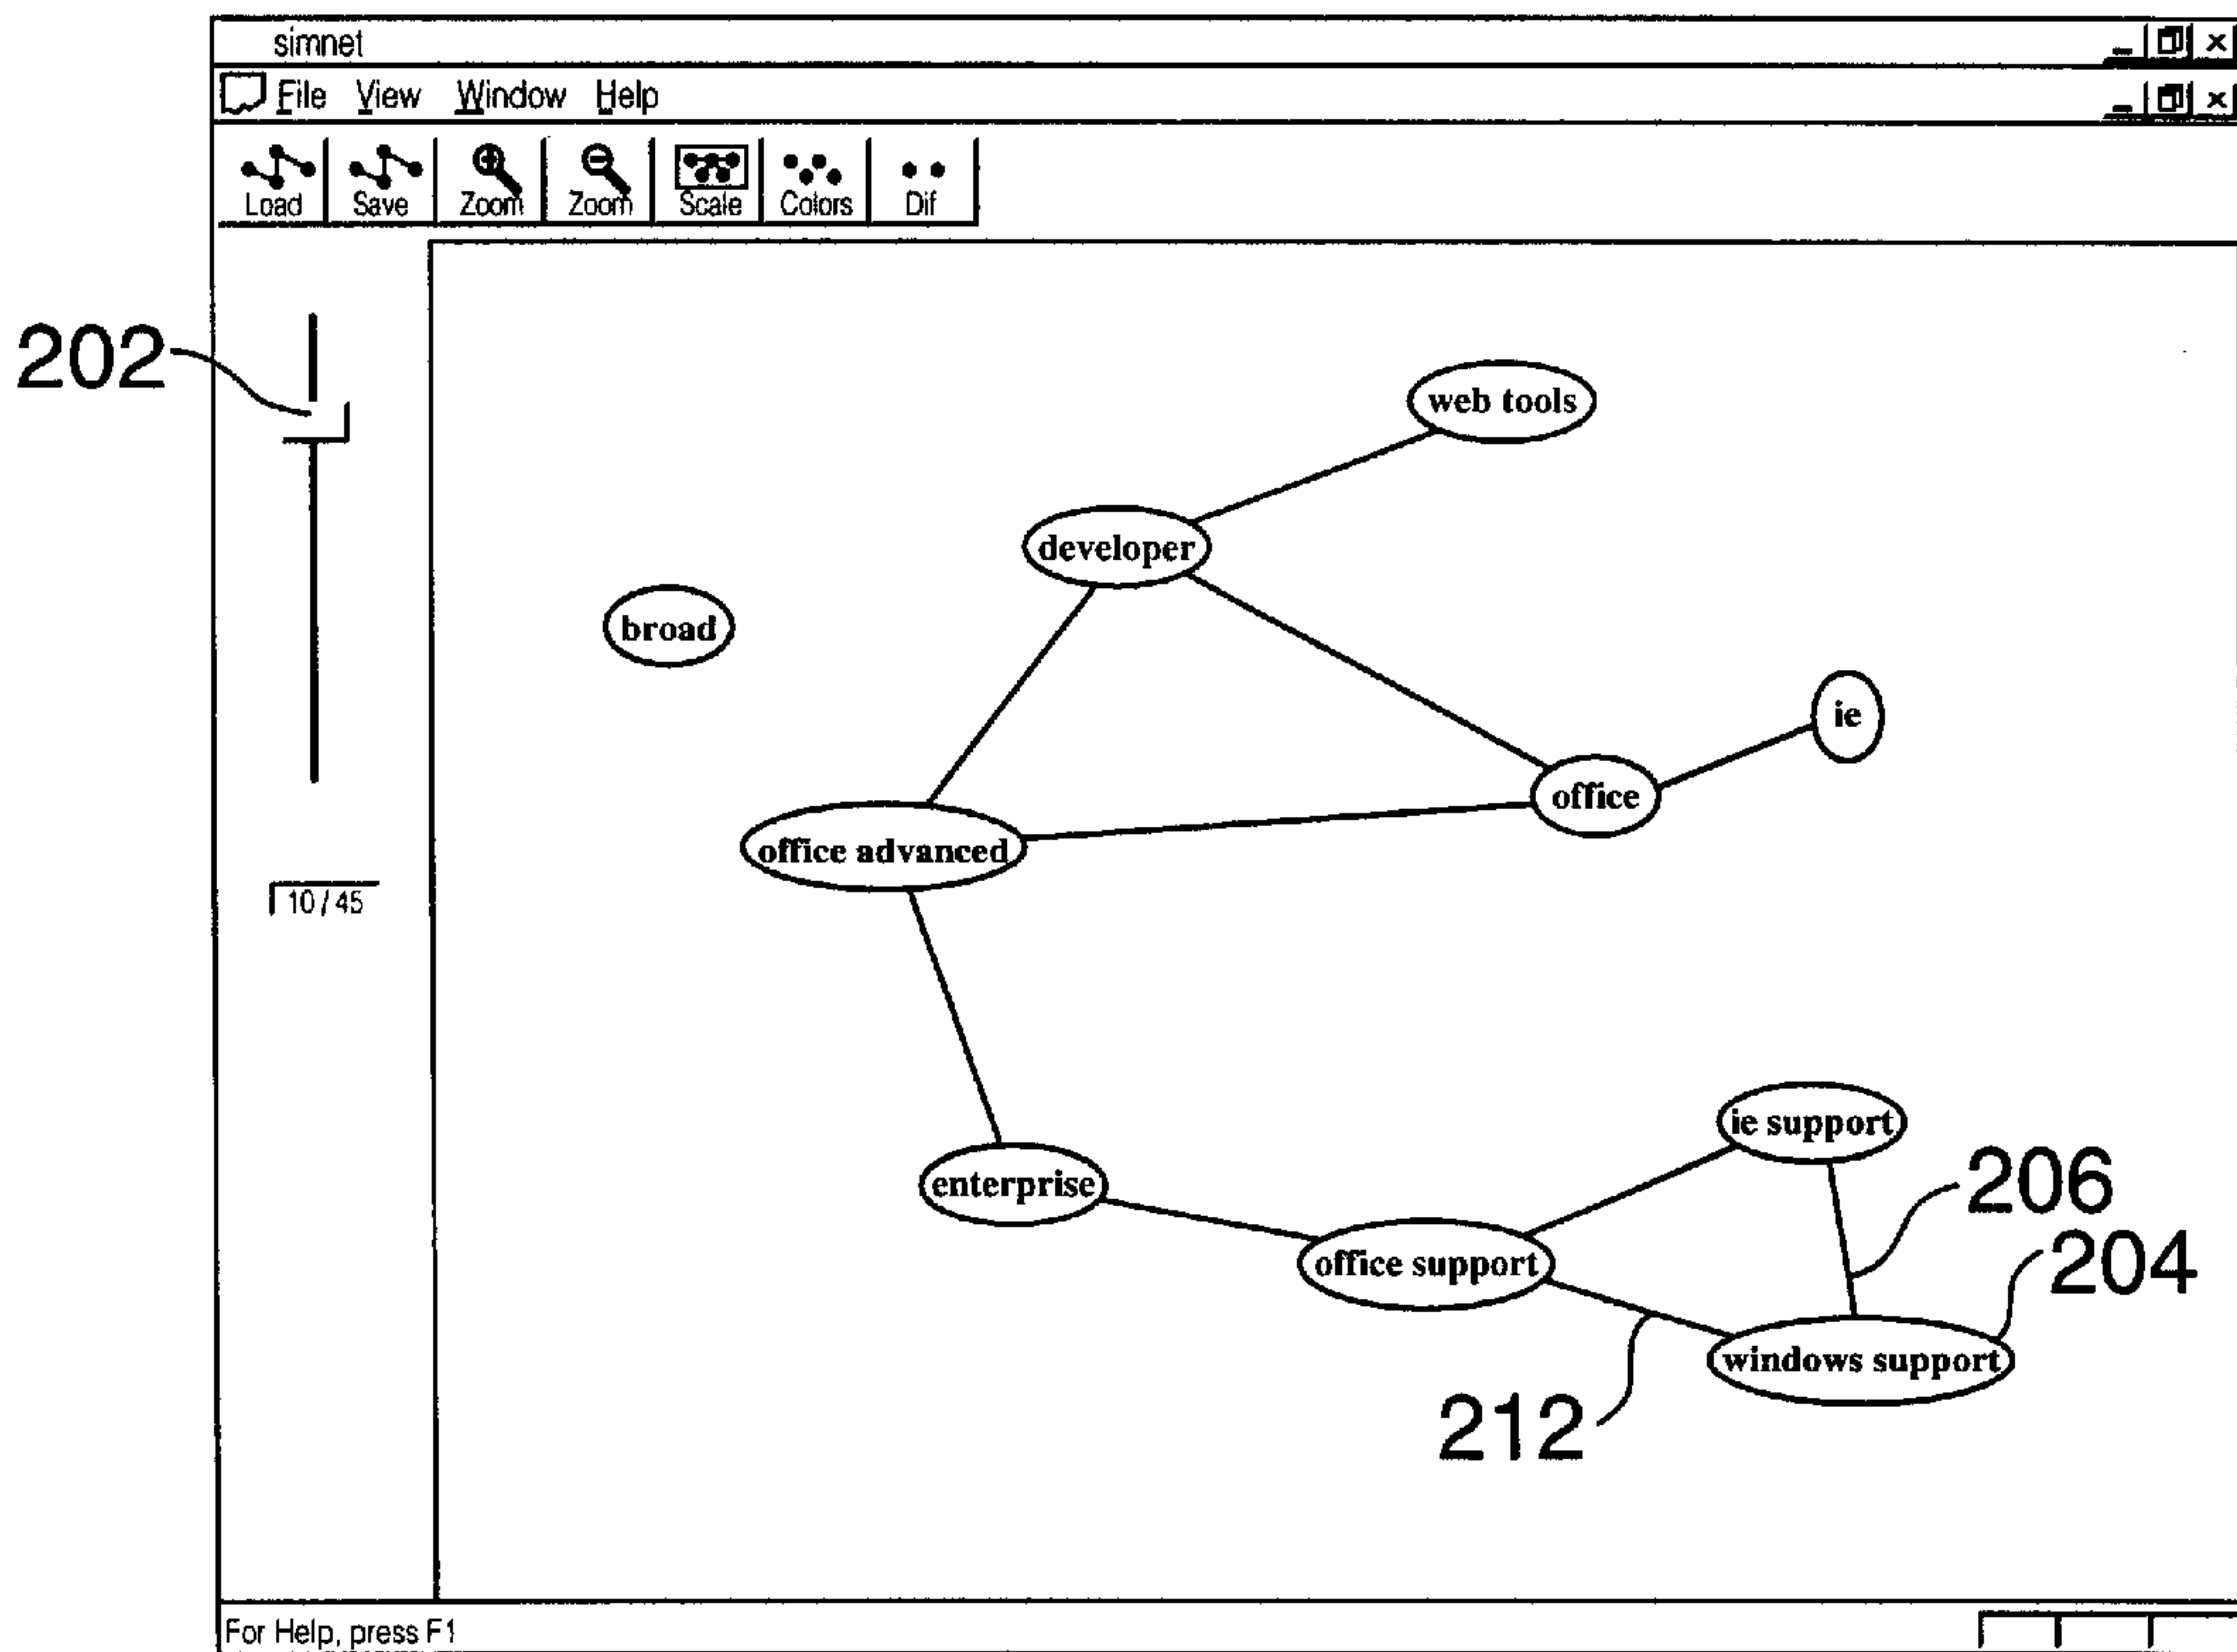 simnet
File View Window Help
Load Save Zoom Zoom Scale Colors Dif
202
web tools
developer
broad
ie
office
office advanced
10/45
ie support
enterprise
206
office support
204
windows support
212
For Help, press F1